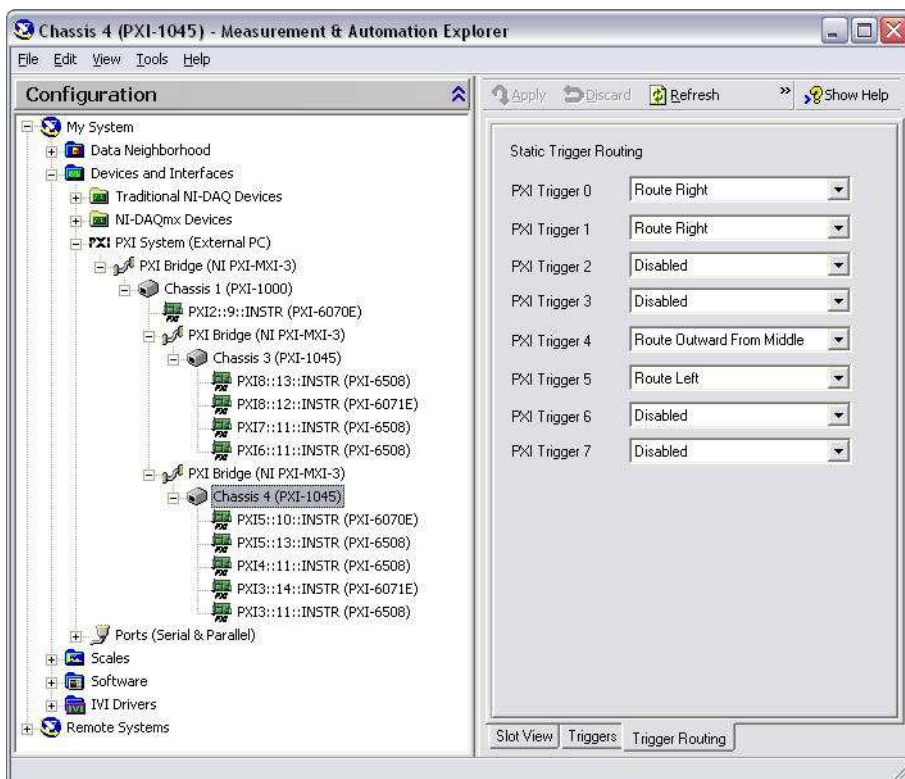 Chassis 4 (PXI-1045) - Measurement & Automation Explorer
File Edit View Tools Help
Configuration
My System
Data Neighborhood
Devices and Interfaces
Traditional NI-DAQ Devices
NI-DAQmx Devices
PXI PXI System (External PC)
PXI Bridge (NI PXI-MXI-3)
Chassis 1 (PXI-1000)
PXI2::9::INSTR (PXI-6070E)
PXI Bridge (NI PXI-MXI-3)
Chassis 3 (PXI-1045)
PXI8::13::INSTR (PXI-6508)
PXI8::12::INSTR (PXI-6071E)
PXI7::11::INSTR (PXI-6508)
PXI6::11::INSTR (PXI-6508)
PXI Bridge (NI PXI-MXI-3)
Chassis 4 (PXI-1045)
PXI5::10::INSTR (PXI-6070E)
PXI5::13::INSTR (PXI-6508)
PXI4::11::INSTR (PXI-6508)
PXI3::14::INSTR (PXI-6071E)
PXI3::11::INSTR (PXI-6508)
Ports (Serial & Parallel)
Scales
Software
IVI Drivers
Remote Systems
Apply Discard Refresh » Show Help
Static Trigger Routing
PXI Trigger 0 Route Right
PXI Trigger 1 Route Right
PXI Trigger 2 Disabled
PXI Trigger 3 Disabled
PXI Trigger 4 Route Outward From Middle
PXI Trigger 5 Route Left
PXI Trigger 6 Disabled
PXI Trigger 7 Disabled
Slot View Triggers Trigger Routing